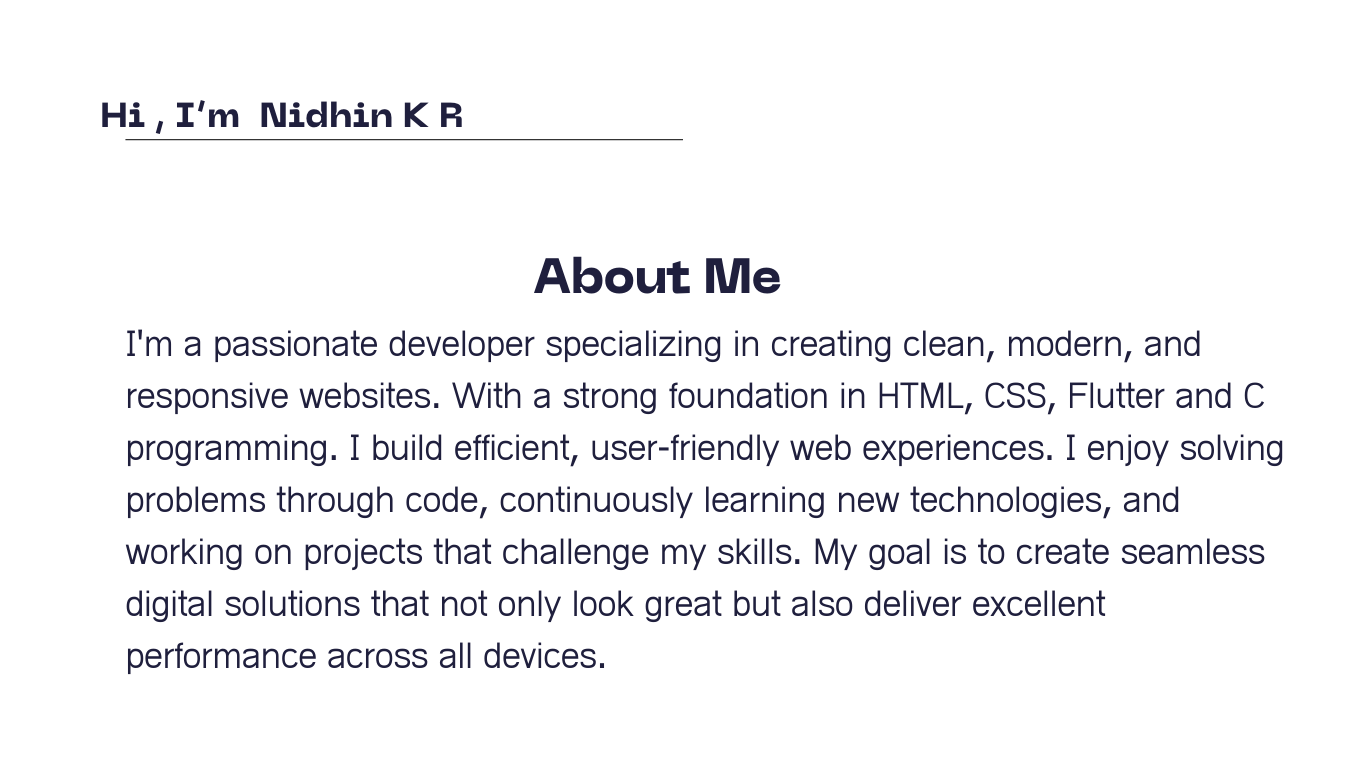 Hi , I’m  Nidhin K R
About Me
I'm a passionate developer specializing in creating clean, modern, and
responsive websites. With a strong foundation in HTML, CSS, Flutter and C
programming. I build efficient, user-friendly web experiences. I enjoy solving
problems through code, continuously learning new technologies, and
working on projects that challenge my skills. My goal is to create seamless
digital solutions that not only look great but also deliver excellent
performance across all devices.